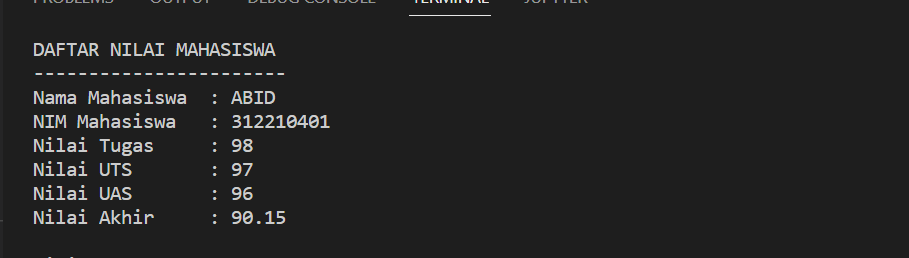 PROBLEMS OUTPUT DEBUG CONSOLE TERMINAL JUPYTER
DAFTAR NILAI MAHASISWA
-----------------------
Nama Mahasiswa  : ABID
NIM Mahasiswa   : 312210401
Nilai Tugas     : 98
Nilai UTS       : 97
Nilai UAS       : 96
Nilai Akhir     : 90.15